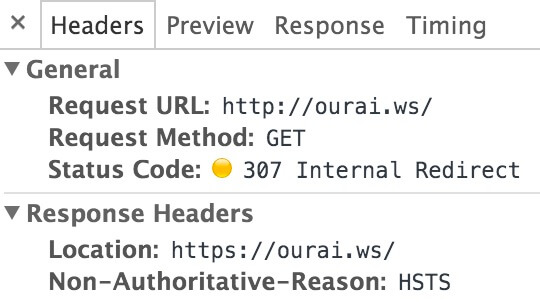 × Headers Preview Response Timing
▼ General
Request URL: http://ourai.ws/
Request Method: GET
Status Code: 307 Internal Redirect
▼ Response Headers
Location: https://ourai.ws/
Non-Authoritative-Reason: HSTS